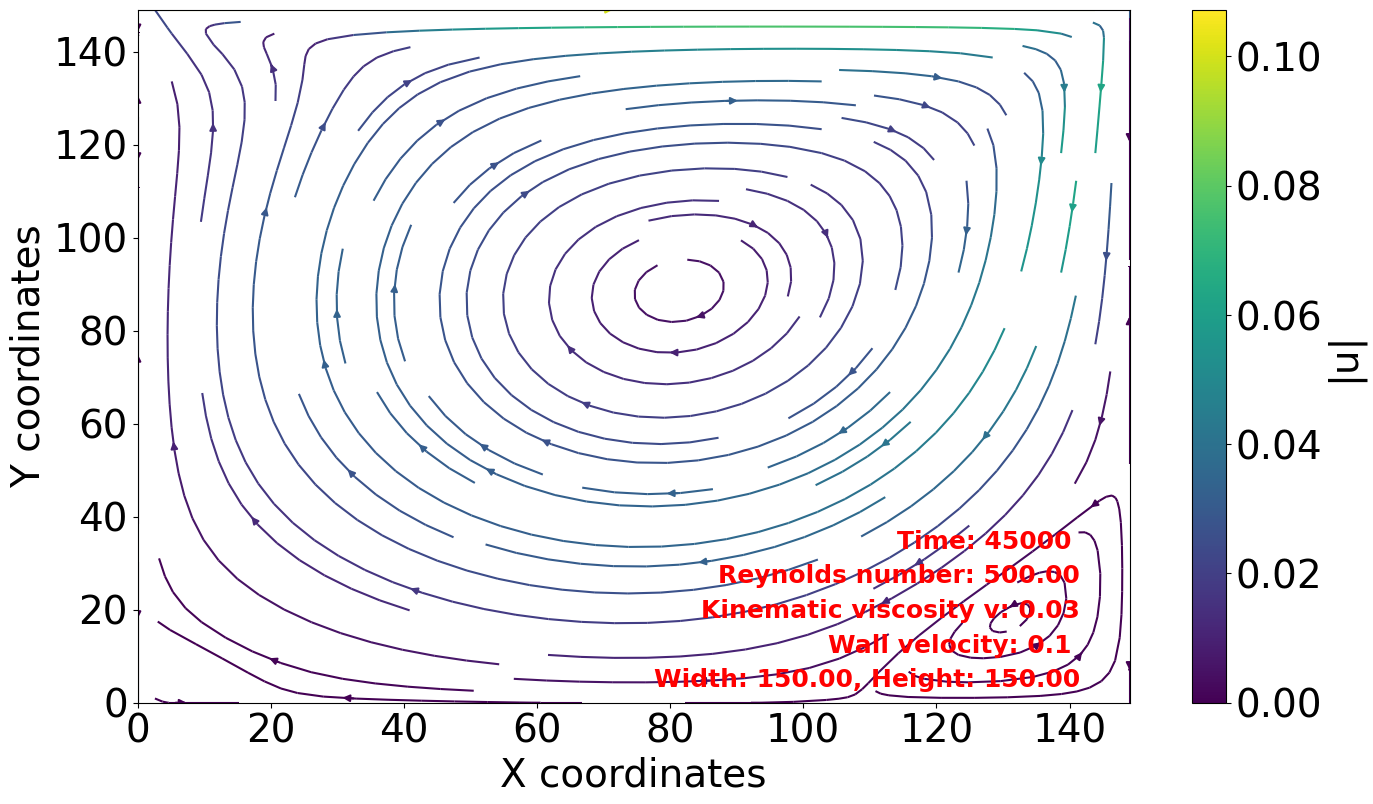 140
120
100
80
60
40
20
0
Y coordinates
0 20 40 60 80 100 120 140
X coordinates
Time: 45000
Reynolds number: 500.00
Kinematic viscosity v: 0.03
Wall velocity: 0.1
Width: 150.00, Height: 150.00
0.10
0.08
0.06
0.04
0.02
0.00
|u|